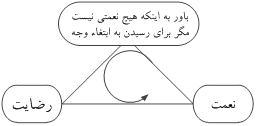 باور به اینکه هیچ نعمتی نیست
مگر برای رسیدن به ابتغاء وجه
نعمت
رضایت